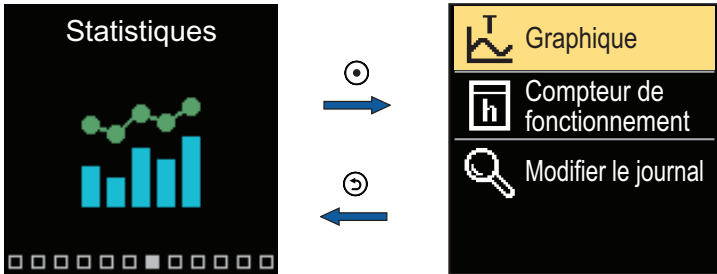 Statistiques
T
Graphique
h
Compteur de
fonctionnement
Modifier le journal